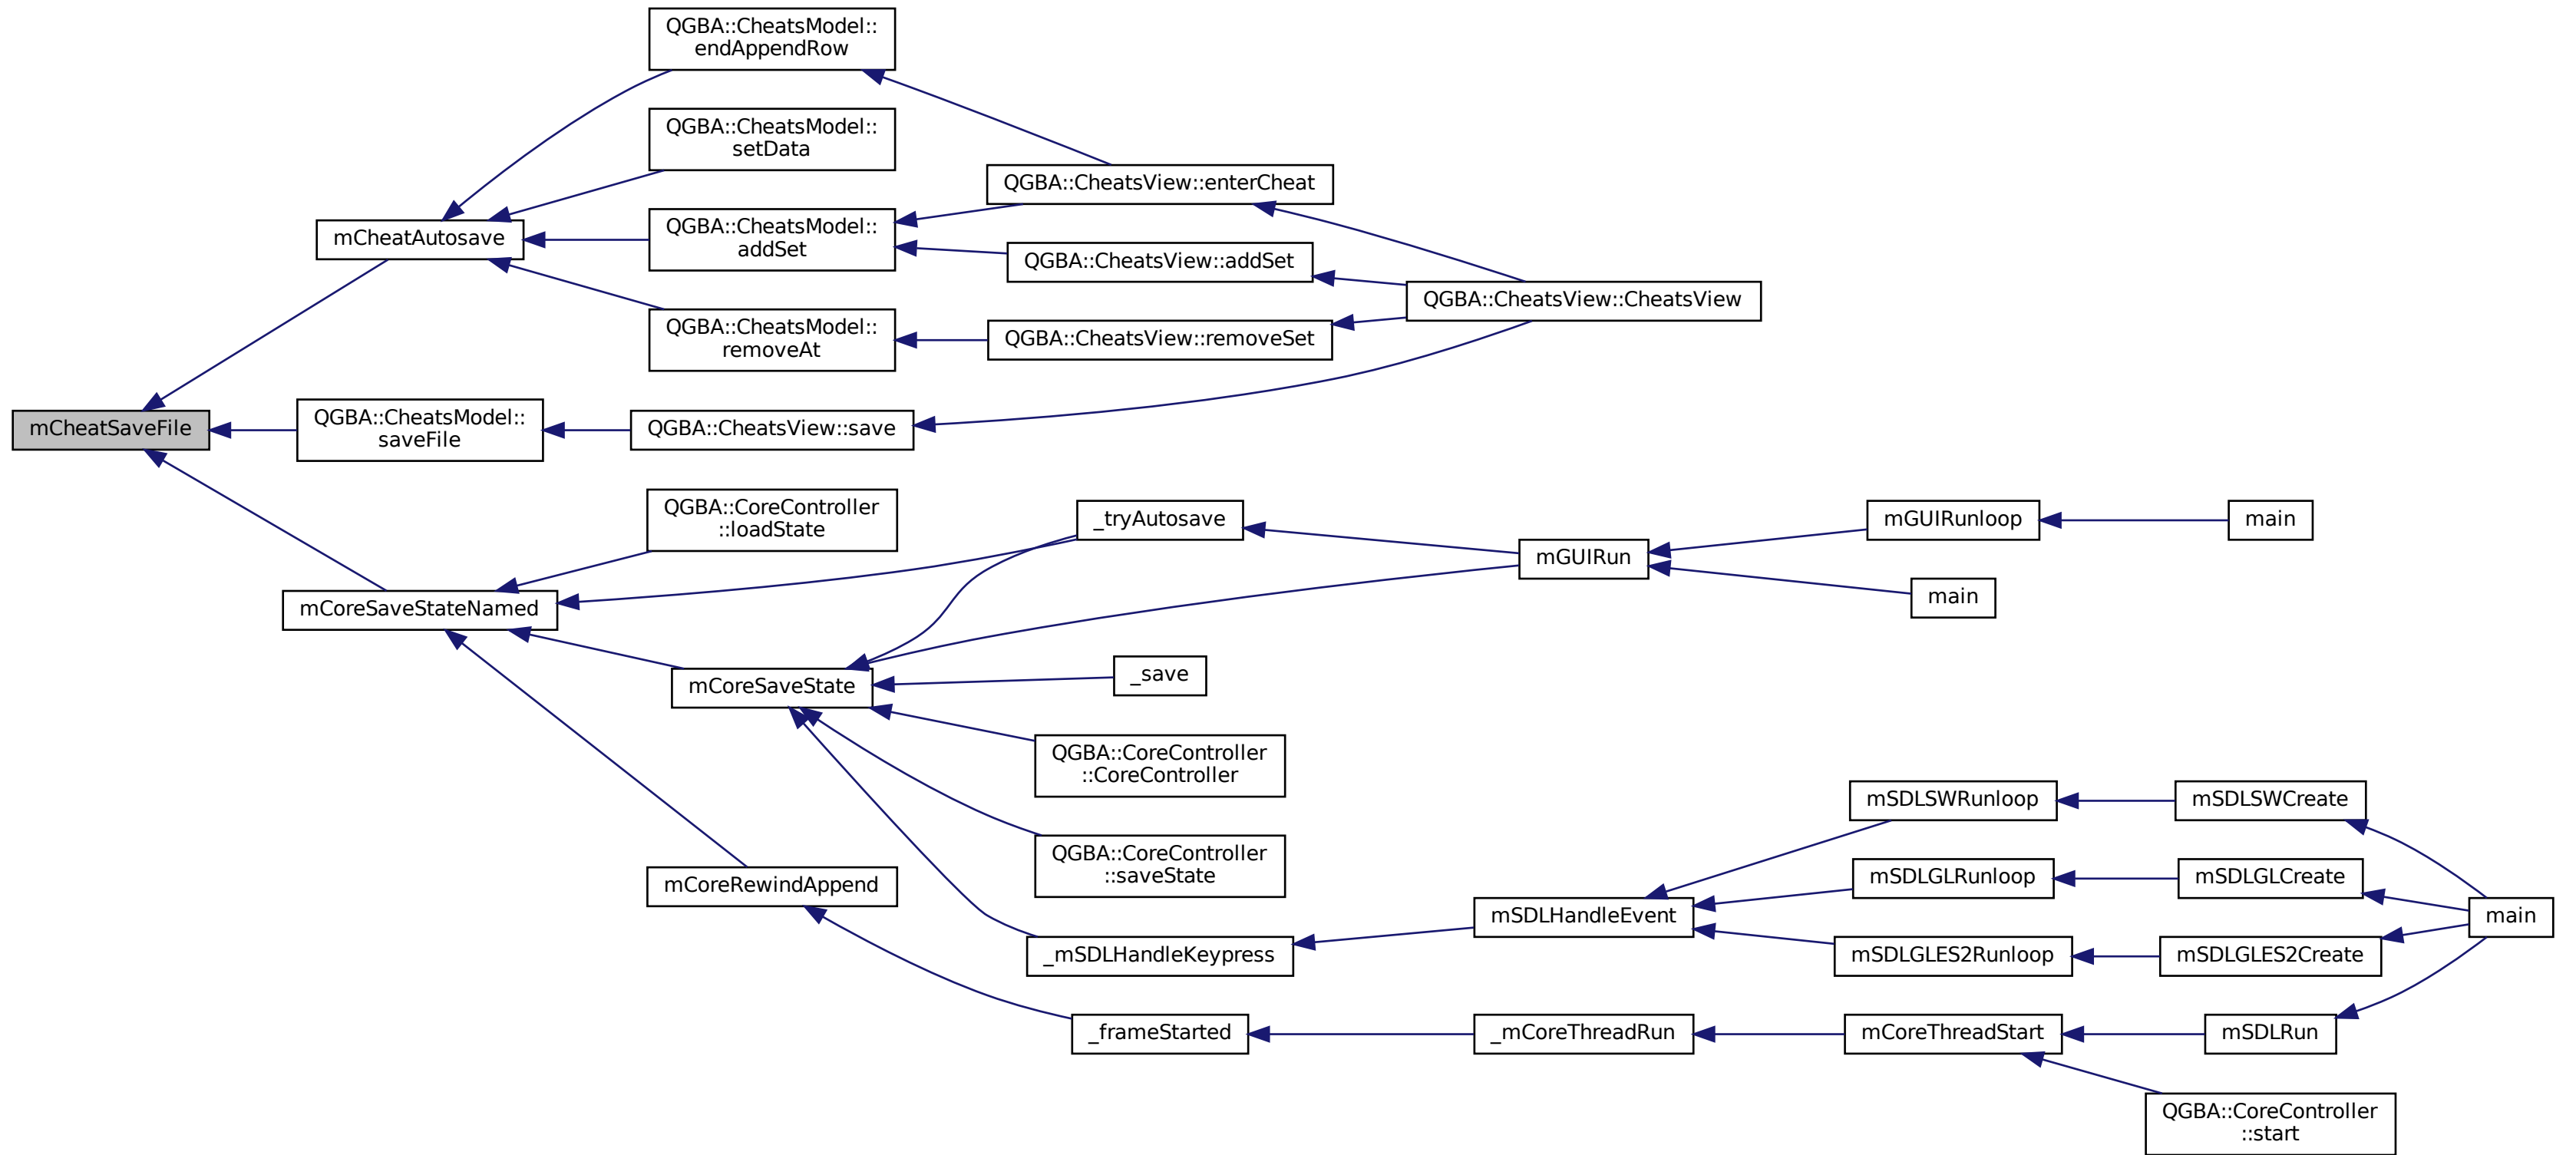 QGBA::CheatsModel::
endAppendRow
QGBA::CheatsModel::
setData
QGBA::CheatsView::enterCheat
mCheatAutosave
QGBA::CheatsModel::
addSet
QGBA::CheatsView::addSet
QGBA::CheatsView::CheatsView
QGBA::CheatsModel::
removeAt
QGBA::CheatsView::removeSet
mCheatSaveFile
QGBA::CheatsModel::
saveFile
QGBA::CheatsView::save
QGBA::CoreController
::loadState
_tryAutosave
mGUIRunloop
main
mGUIRun
main
mCoreSaveStateNamed
mCoreSaveState
_save
QGBA::CoreController
::CoreController
mSDLSWRunloop
mSDLSWCreate
QGBA::CoreController
::saveState
mCoreRewindAppend
mSDLGLRunloop
mSDLGLCreate
mSDLHandleEvent
main
_mSDLHandleKeypress
mSDLGLES2Runloop
mSDLGLES2Create
_frameStarted
_mCoreThreadRun
mCoreThreadStart
mSDLRun
QGBA::CoreController
::start